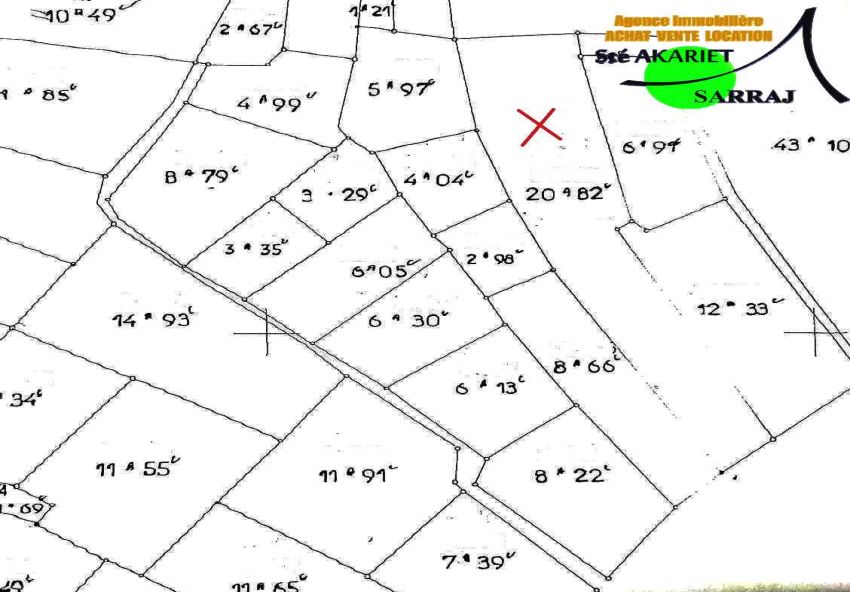 10 a 49 c
2 a 67 c
1 a 21
Agence Immobilière
ACHAT-VENTE LOCATION
Sté AKARIET
SARRAJ
a 85 c
4 a 99 c
5 a 97 c
6 a 97
43 a 10
8 a 79 c
3 a 29 c
4 a 04 c
20 a 82 c
3 a 35 c
6 a 05 c
2 a 98 c
14 a 93 c
6 a 30 c
12 a 33 c
34 c
6 a 13 c
8 a 66 c
11 a 55 c
11 a 91 c
8 a 22 c
a 69 c
7 a 39 c
11 a 65 c